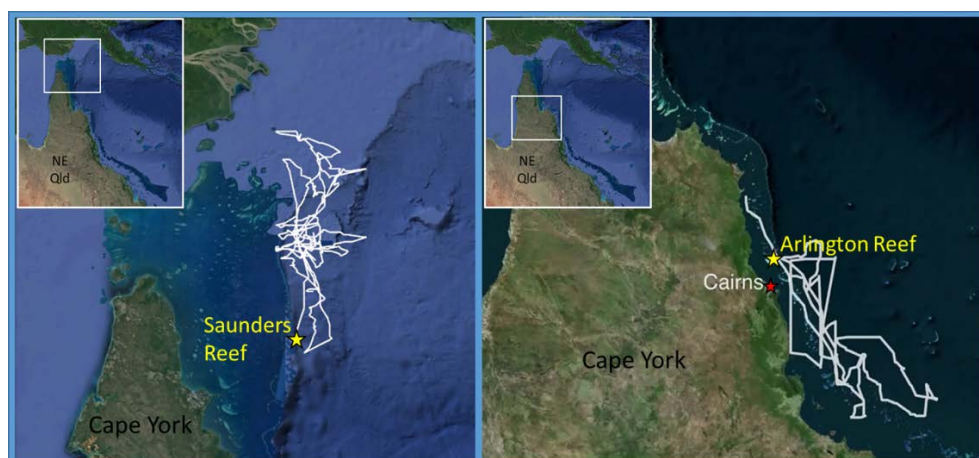 NE
Qld
Saunders
Reef
Cape York
NE
Qld
Arlington Reef
Cairns
Cape York